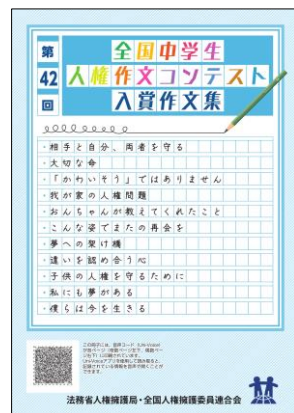 第42回
全国中学生
人権作文コンテスト
入賞作文集
・相手と自分、両者を守る
・大切な命
・「かわいそう」ではありません
・我が家の人権問題
・おんちゃんが教えてくれたこと
・こんな姿でまたの再会を
・夢への架け橋
・違いを認め合う心
・子供の人権を守るために
・私にも夢がある
・僕らは今を生きる
法務省人権擁護局・全国人権擁護委員連合会